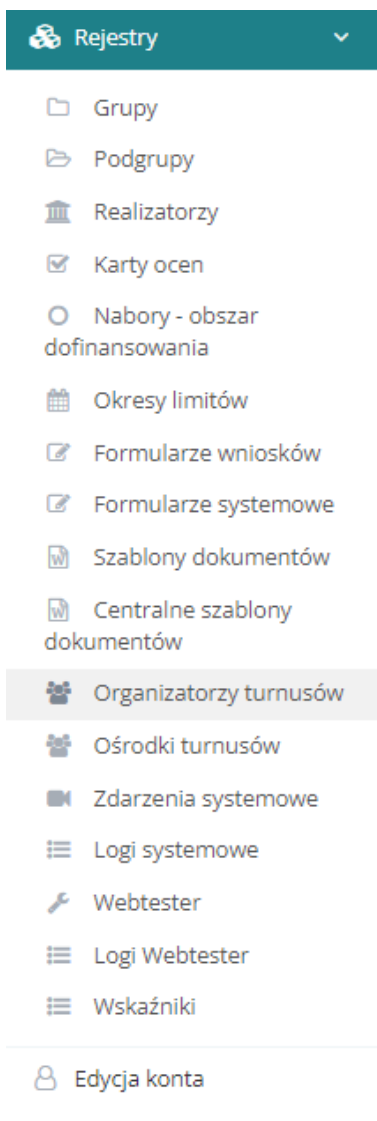 Rejestry
Grupy
Podgrupy
Realizatorzy
Karty ocen
Nabory - obszar
dofinansowania
Okresy limitów
Formularze wniosków
Formularze systemowe
Szablony dokumentów
Centralne szablony
dokumentów
Organizatorzy turnusów
Ośrodki turnusów
Zdarzenia systemowe
Logi systemowe
Webtester
Logi Webtester
Wskaźniki
Edycja konta